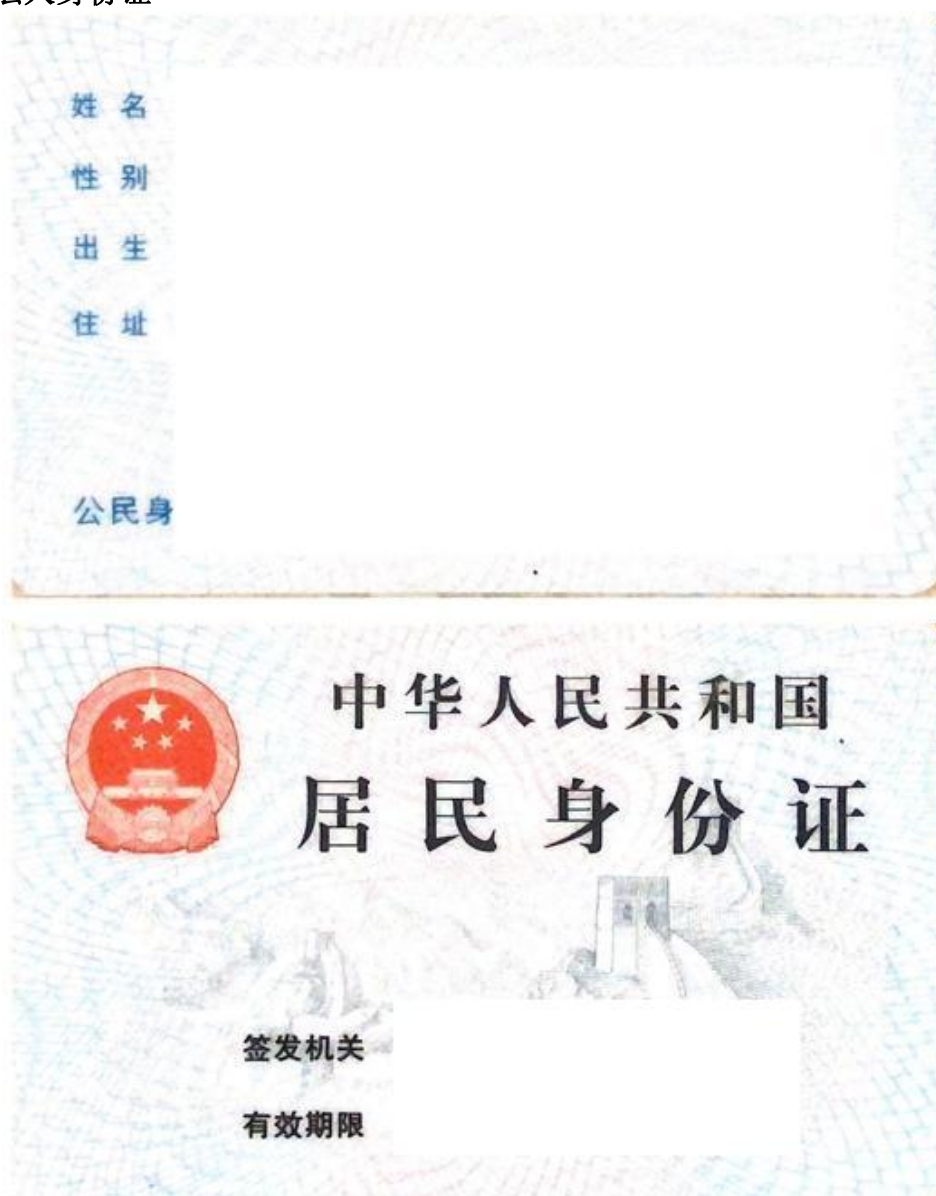 姓 名
性 别
出 生
住 址
公民身
中华人民共和国
居民身份证
签发机关
有效期限